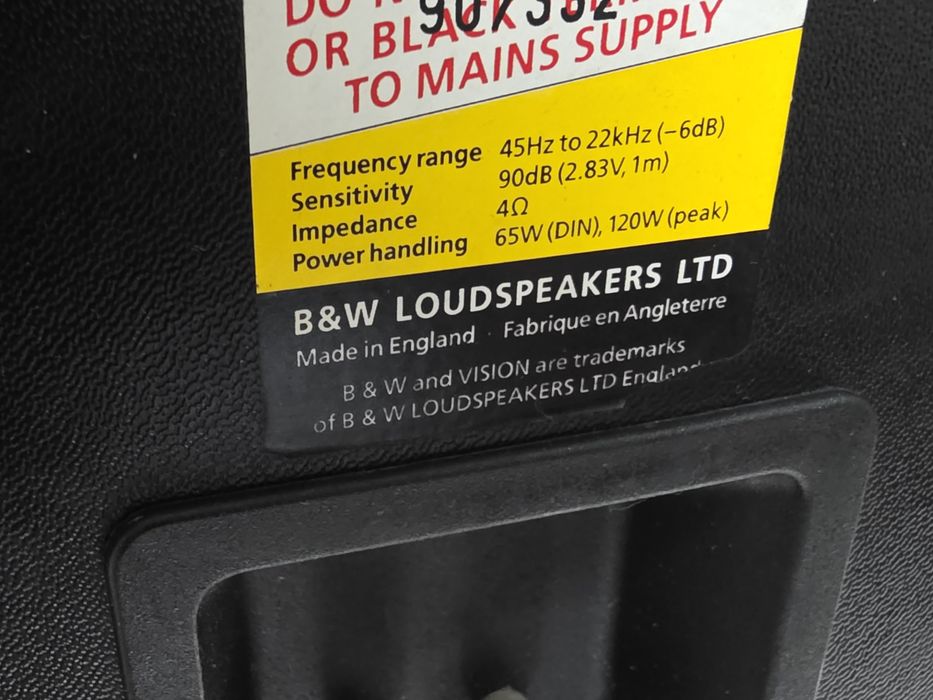 DO
OR BLACK
TO MAINS SUPPLY
Frequency range 45Hz to 22kHz (−6dB)
Sensitivity 90dB (2.83V, 1m)
Impedance 4Ω
Power handling 65W (DIN), 120W (peak)
B&W LOUDSPEAKERS LTD
Made in England · Fabrique en Angleterre
B & W and VISION are trademarks
of B & W LOUDSPEAKERS LTD England